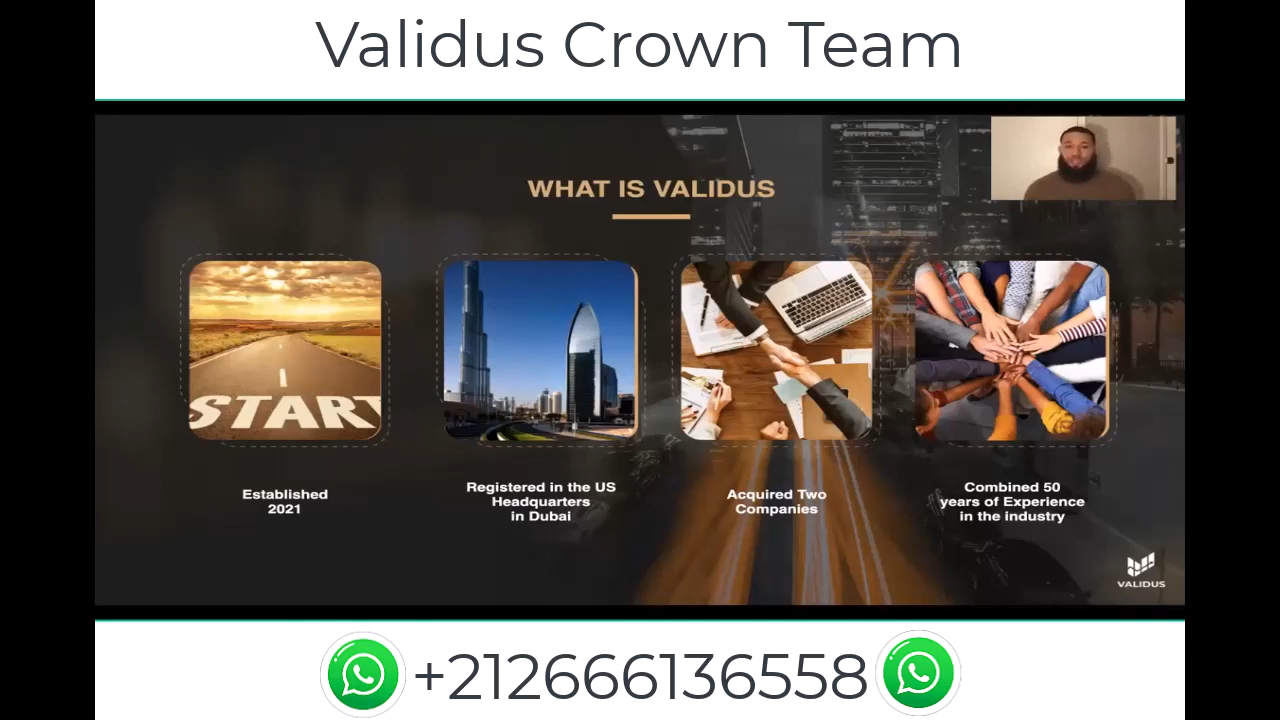 Validus Crown Team
WHAT IS VALIDUS
START
Established
2021
Registered in the US
Headquarters
in Dubai
Acquired Two
Companies
Combined 50
years of Experience
in the industry
VALIDUS
+212666136558